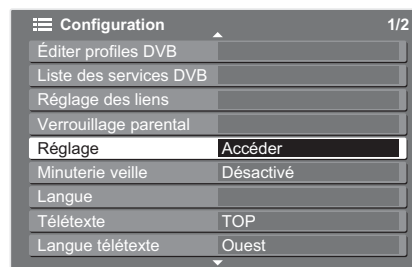 Configuration 1/2
Éditer profiles DVB
Liste des services DVB
Réglage des liens
Verrouillage parental
Réglage Accéder
Minuterie veille Désactivé
Langue
Télétexte TOP
Langue télétexte Ouest